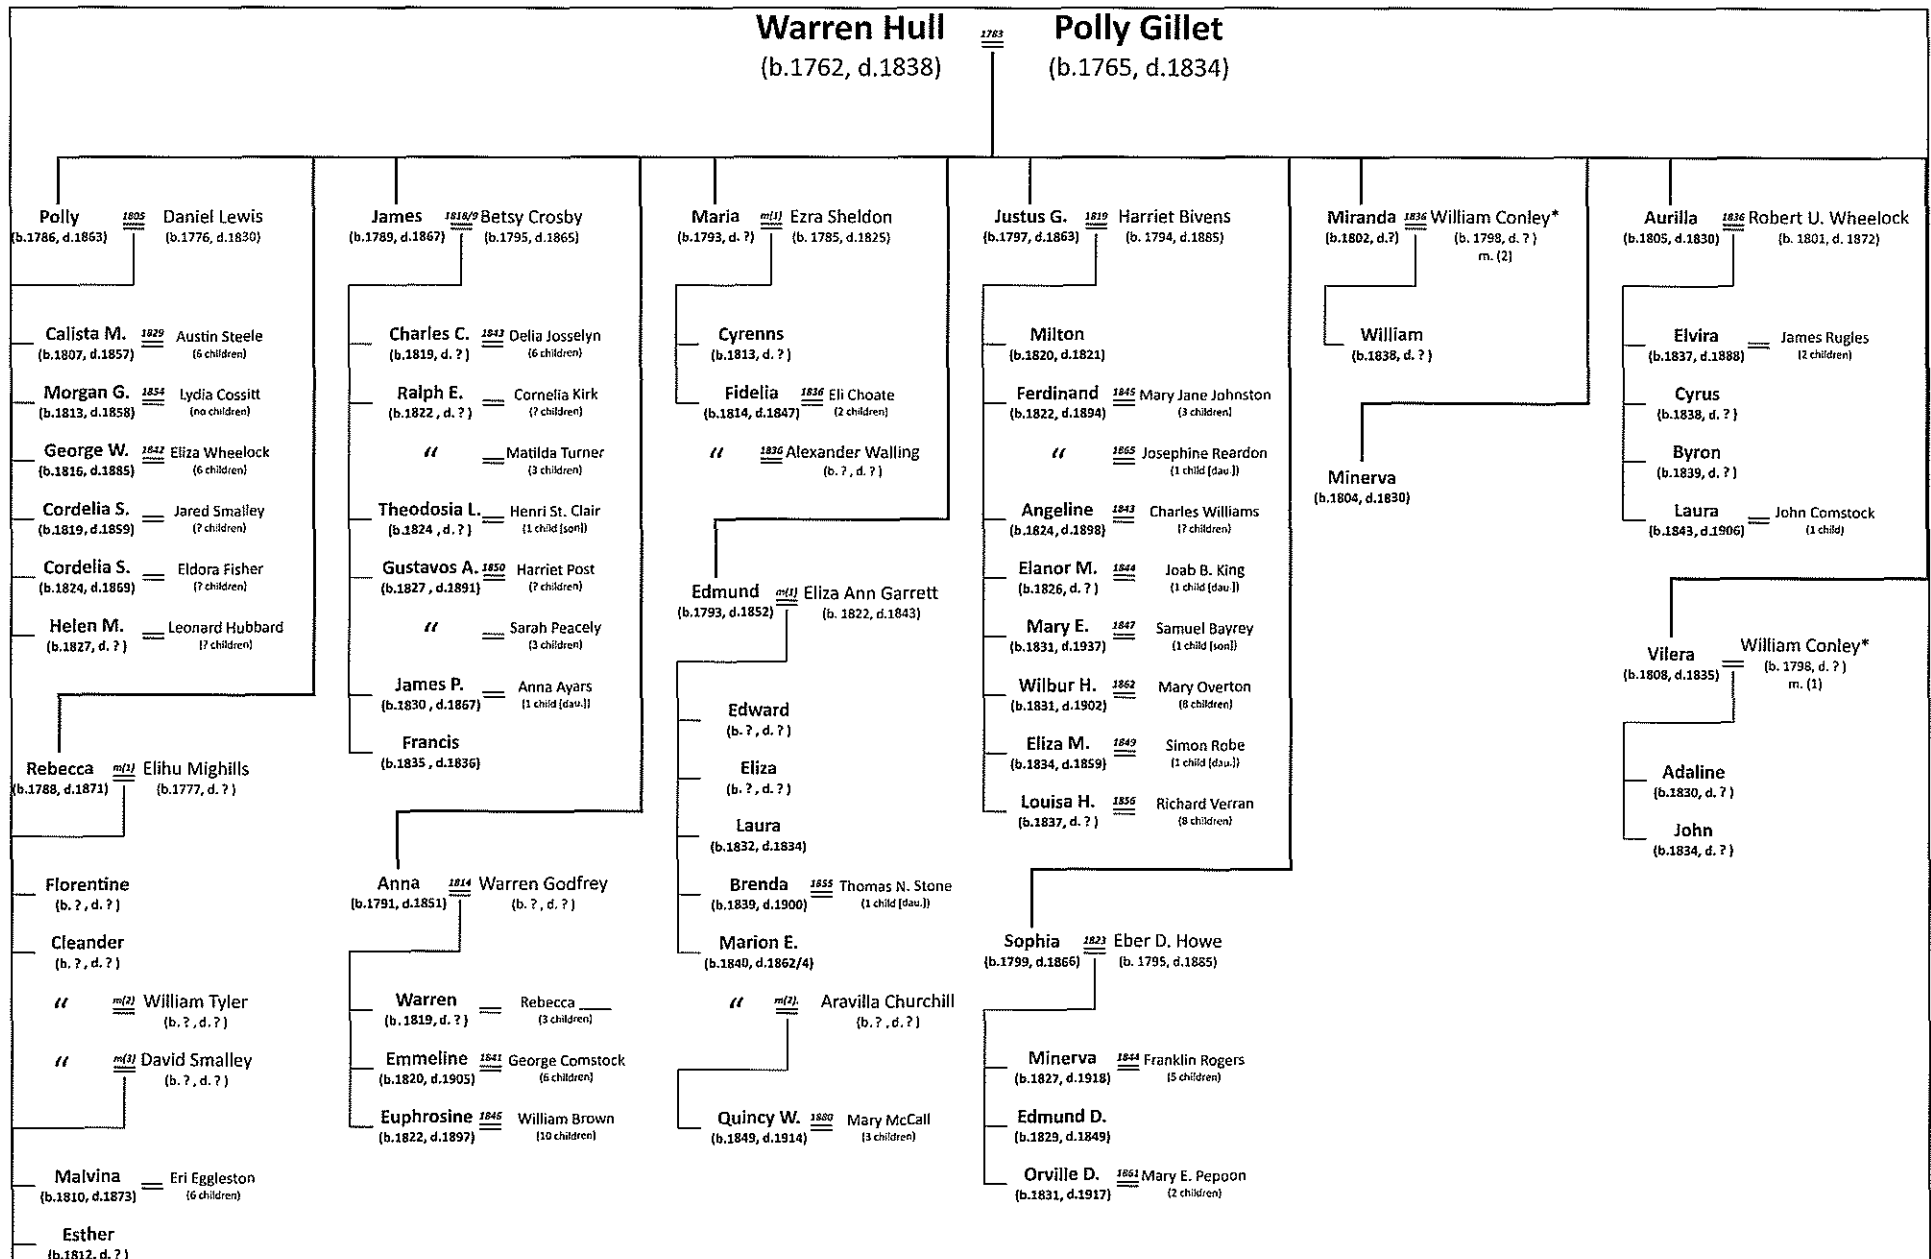 Warren Hull 1783 Polly Gillet
(b.1762, d.1838) (b.1765, d.1834)
Polly 1805 Daniel Lewis
(b.1786, d.1863) (b.1776, d.1830)
Calista M. 1829 Austin Steele
(b.1807, d.1857) (6 children)
Morgan G. 1854 Lydia Cossitt
(b.1813, d.1858) (no children)
George W. 1842 Eliza Wheelock
(b.1816, d.1885) (6 children)
Cordelia S. Jared Smalley
(b.1819, d.1859) (? children)
Cordelia S. Eldora Fisher
(b.1824, d.1869) (? children)
Helen M. Leonard Hubbard
(b.1827, d. ? ) (? children)
Rebecca m(1) Elihu Mighills
(b.1788, d.1871) (b.1777, d. ? )
Florentine
(b. ? , d. ? )
Cleander
(b. ? , d. ? )
“ m(2) William Tyler
(b. ? , d. ? )
“ m(3) David Smalley
(b. ? , d. ? )
Malvina Eri Eggleston
(b.1810, d.1873) (6 children)
Esther
(b.1812, d. ? )
James 1818/9 Betsy Crosby
(b.1789, d.1867) (b.1795, d.1865)
Charles C. 1843 Delia Josselyn
(b.1819, d. ? ) (6 children)
Ralph E. Cornelia Kirk
(b.1822 , d. ? ) (? children)
“ Matilda Turner
(3 children)
Theodosia L. Henri St. Clair
(b.1824 , d. ? ) (1 child [son])
Gustavos A. 1850 Harriet Post
(b.1827 , d.1891) (? children)
“ Sarah Peacely
(3 children)
James P. Anna Ayars
(b.1830 , d.1867) (1 child [dau.])
Francis
(b.1835 , d.1836)
Anna 1814 Warren Godfrey
(b.1791, d.1851) (b. ? , d. ? )
Warren Rebecca ____
(b.1819, d. ? ) (3 children)
Emmeline 1841 George Comstock
(b.1820, d.1905) (6 children)
Euphrosine 1846 William Brown
(b.1822, d.1897) (10 children)
Maria m(1) Ezra Sheldon
(b.1793, d. ? ) (b. 1785, d.1825)
Cyrenns
(b.1813, d. ? )
Fidelia 1836 Eli Choate
(b.1814, d.1847) (2 children)
“ 1836 Alexander Walling
(b. ? , d. ? )
Edmund m(1) Eliza Ann Garrett
(b.1793, d.1852) (b. 1822, d.1843)
Edward
(b. ? , d. ? )
Eliza
(b. ? , d. ? )
Laura
(b.1832, d.1834)
Brenda 1855 Thomas N. Stone
(b.1839, d.1900) (1 child [dau.])
Marion E.
(b.1840, d.1862/4)
“ m(2). Aravilla Churchill
(b. ? , d. ? )
Quincy W. 1880 Mary McCall
(b.1849, d.1914) (3 children)
Justus G. 1819 Harriet Bivens
(b.1797, d.1863) (b. 1794, d.1885)
Milton
(b.1820, d.1821)
Ferdinand 1845 Mary Jane Johnston
(b.1822, d.1894) (3 children)
“ 1865 Josephine Reardon
(1 child [dau.])
Angeline 1843 Charles Williams
(b.1824, d.1898) (? children)
Elanor M. 1844 Joab B. King
(b.1826, d. ? ) (1 child [dau.])
Mary E. 1847 Samuel Bayrey
(b.1831, d.1937) (1 child [son])
Wilbur H. 1862 Mary Overton
(b.1831, d.1902) (8 children)
Eliza M. 1849 Simon Robe
(b.1834, d.1859) (1 child [dau.])
Louisa H. 1856 Richard Verran
(b.1837, d. ? ) (8 children)
Sophia 1823 Eber D. Howe
(b.1799, d.1866) (b. 1795, d.1885)
Minerva 1844 Franklin Rogers
(b.1827, d.1918) (5 children)
Edmund D.
(b.1829, d.1849)
Orville D. 1861 Mary E. Pepoon
(b.1831, d.1917) (2 children)
Miranda 1836 William Conley*
(b.1802, d.?) (b. 1798, d. ? )
m. (2)
William
(b.1838, d. ? )
Minerva
(b.1804, d.1830)
Aurilla 1836 Robert U. Wheelock
(b.1805, d.1830) (b. 1801, d. 1872)
Elvira James Rugles
(b.1837, d.1888) (2 children)
Cyrus
(b.1838, d. ? )
Byron
(b.1839, d. ? )
Laura John Comstock
(b.1843, d.1906) (1 child)
Vilera William Conley*
(b.1808, d.1835) (b. 1798, d. ? )
m. (1)
Adaline
(b.1830, d. ? )
John
(b.1834, d. ? )